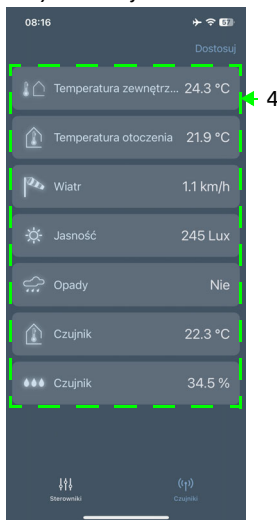 08:16
Dostosuj
Temperatura zewnętrz... 24.3 °C
4
Temperatura otoczenia 21.9 °C
Wiatr 1.1 km/h
Jasność 245 Lux
Opady Nie
Czujnik 22.3 °C
Czujnik 34.5 %
Sterowniki Czujniki